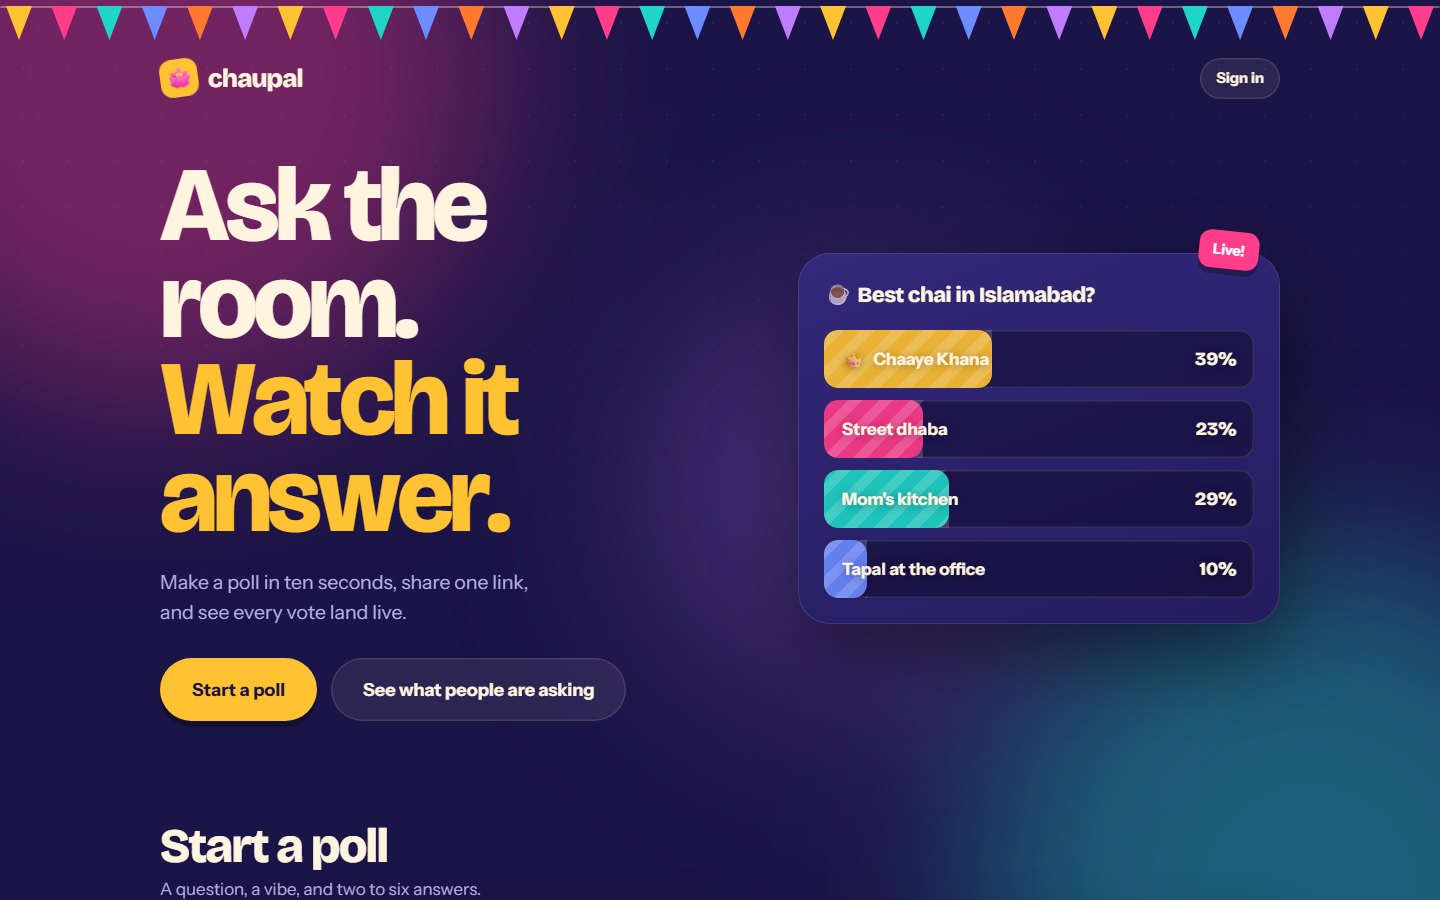 chaupal
Sign in
Ask the
room.
Watch it
answer.
Make a poll in ten seconds, share one link,
and see every vote land live.
Start a poll
See what people are asking
Live!
Best chai in Islamabad?
Chaaye Khana 39%
Street dhaba 23%
Mom's kitchen 29%
Tapal at the office 10%
Start a poll
A question, a vibe, and two to six answers.